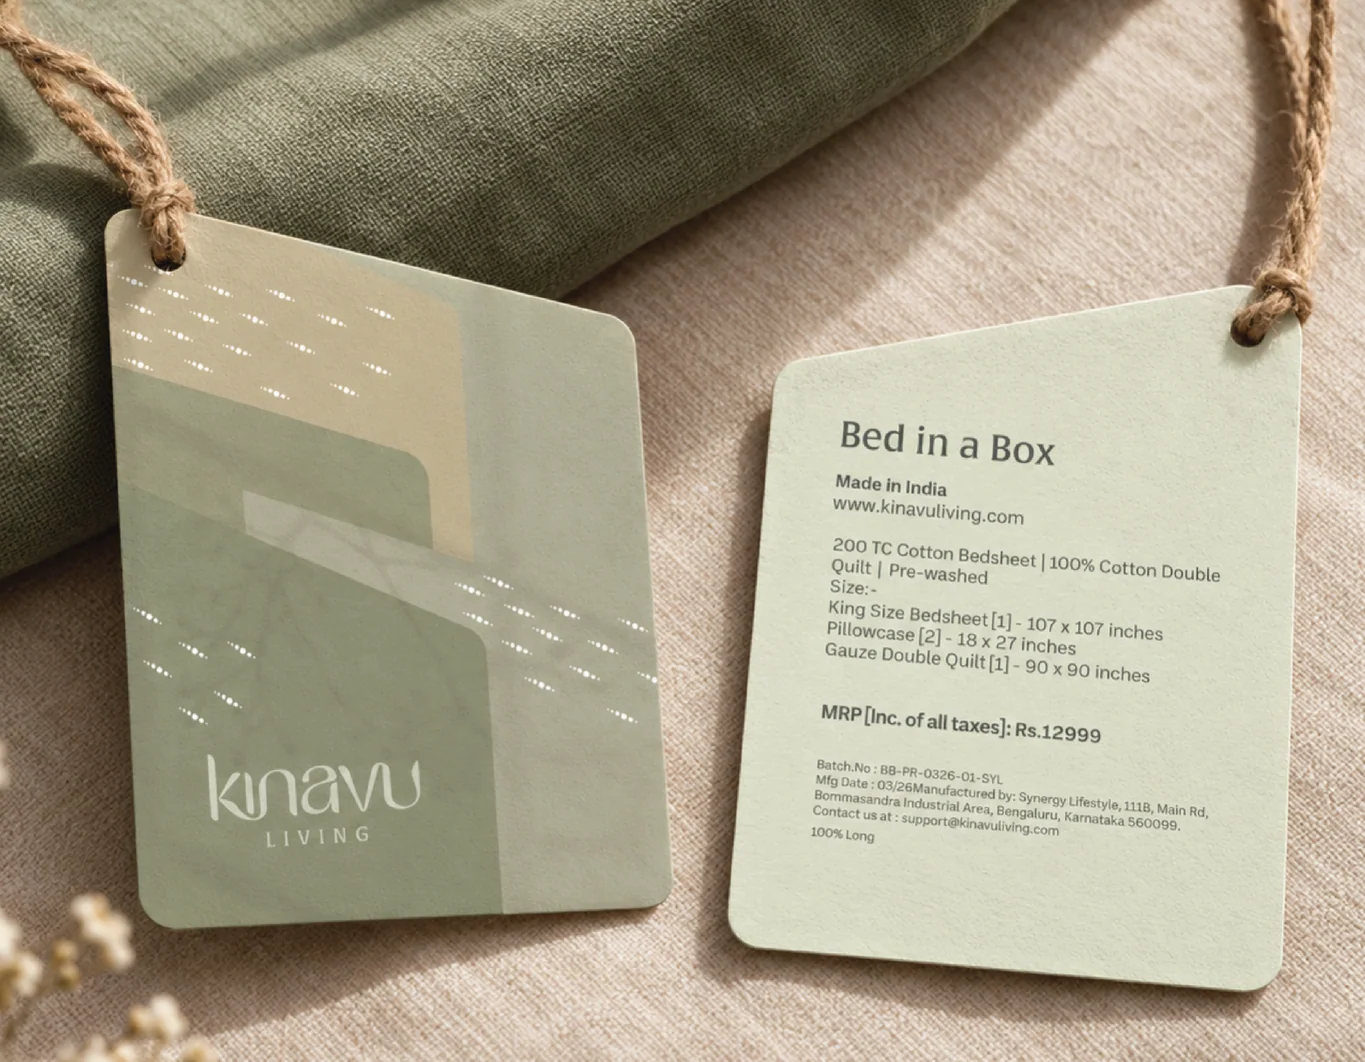 kinavu
LIVING
Bed in a Box
Made in India
www.kinavuliving.com
200 TC Cotton Bedsheet | 100% Cotton Double
Quilt | Pre-washed
Size:-
King Size Bedsheet [1] - 107 x 107 inches
Pillowcase [2] - 18 x 27 inches
Gauze Double Quilt [1] - 90 x 90 inches
MRP [Inc. of all taxes]: Rs.12999
Batch.No : BB-PR-0326-01-SYL
Mfg Date : 03/26Manufactured by: Synergy Lifestyle, 111B, Main Rd,
Bommasandra Industrial Area, Bengaluru, Karnataka 560099.
Contact us at : support@kinavuliving.com
100% Long